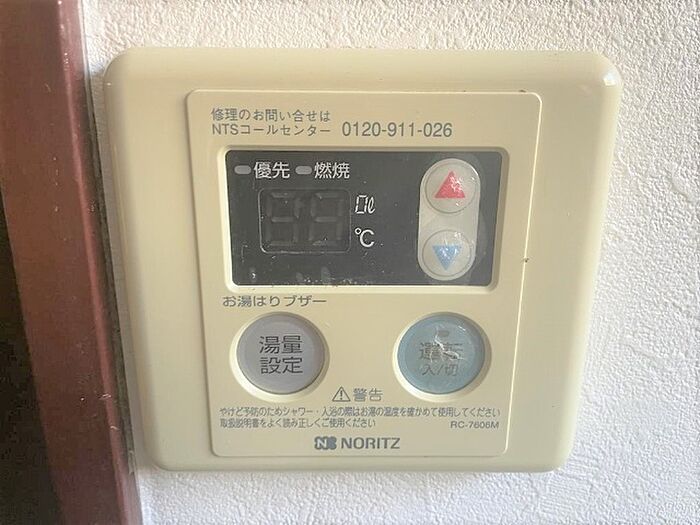 修理のお問い合せは
NTSコールセンター 0120-911-026
優先 燃焼
℃
お湯はりブザー
湯量
設定
運転
入/切
警告
やけど予防のためシャワー・入浴の際はお湯の温度を確かめて使用してください
取扱説明書をよく読み正しくご使用ください
RC-7606M
NORITZ